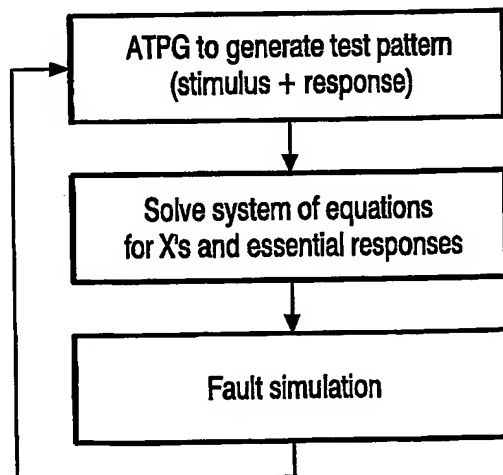 ATPG to generate test pattern
(stimulus + response)
Solve system of equations
for X's and essential responses
Fault simulation